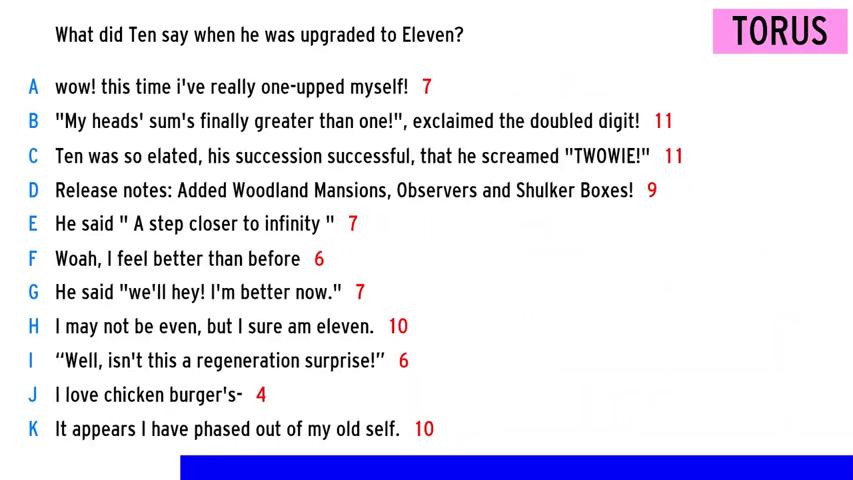 What did Ten say when he was upgraded to Eleven?
TORUS
A wow! this time i've really one-upped myself! 7
B "My heads' sum's finally greater than one!", exclaimed the doubled digit! 11
C Ten was so elated, his succession successful, that he screamed "TWOWIE!" 11
D Release notes: Added Woodland Mansions, Observers and Shulker Boxes! 9
E He said " A step closer to infinity " 7
F Woah, I feel better than before 6
G He said "we'll hey! I'm better now." 7
H I may not be even, but I sure am eleven. 10
I “Well, isn't this a regeneration surprise!” 6
J I love chicken burger's- 4
K It appears I have phased out of my old self. 10